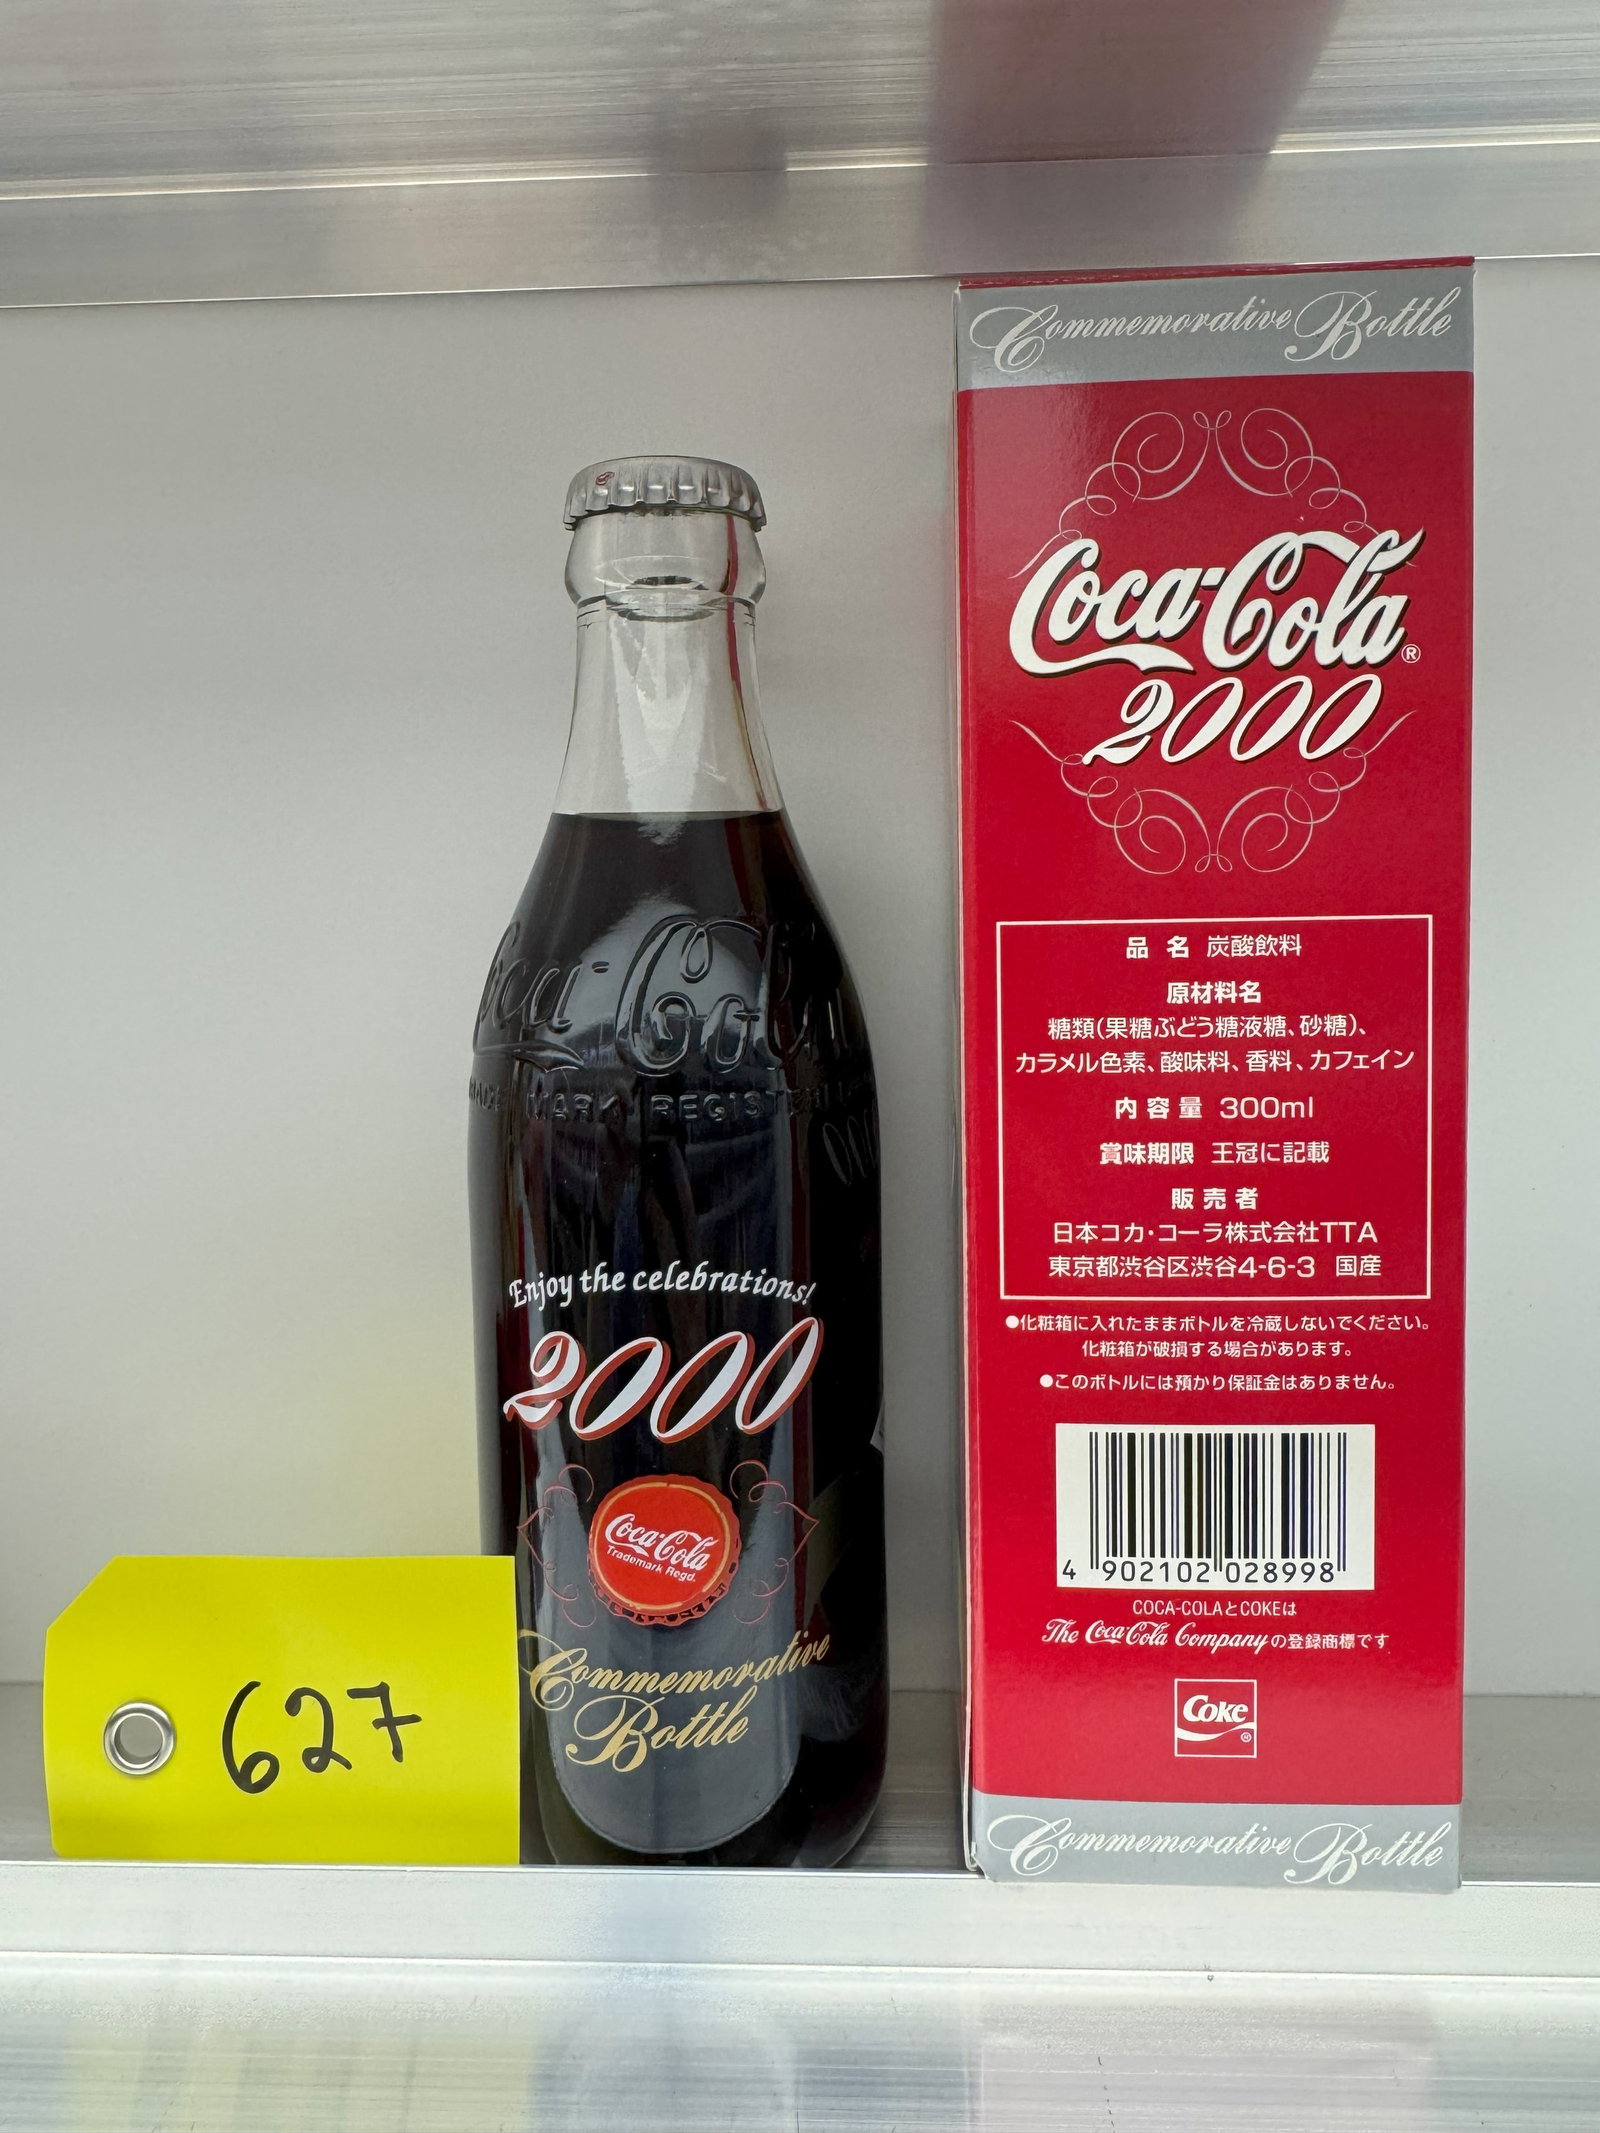 Commemorative Bottle
Coca-Cola®
2000
品名 炭酸飲料
原材料名
糖類(果糖ぶどう糖液糖、砂糖)、
カラメル色素、酸味料、香料、カフェイン
内容量 300ml
賞味期限 王冠に記載
販売者
日本コカ・コーラ株式会社TTA
東京都渋谷区渋谷4-6-3 国産
●化粧箱に入れたままボトルを冷蔵しないでください。
化粧箱が破損する場合があります。
●このボトルには預かり保証金はありません。
4 902102 028998
COCA-COLAとCOKEは
The Coca-Cola Companyの登録商標です
Coke
Commemorative Bottle
Coca-Co
MARK REGISTE
Enjoy the celebrations!
2000
Coca-Cola
Trademark Regd.
Commemorative
Bottle
627